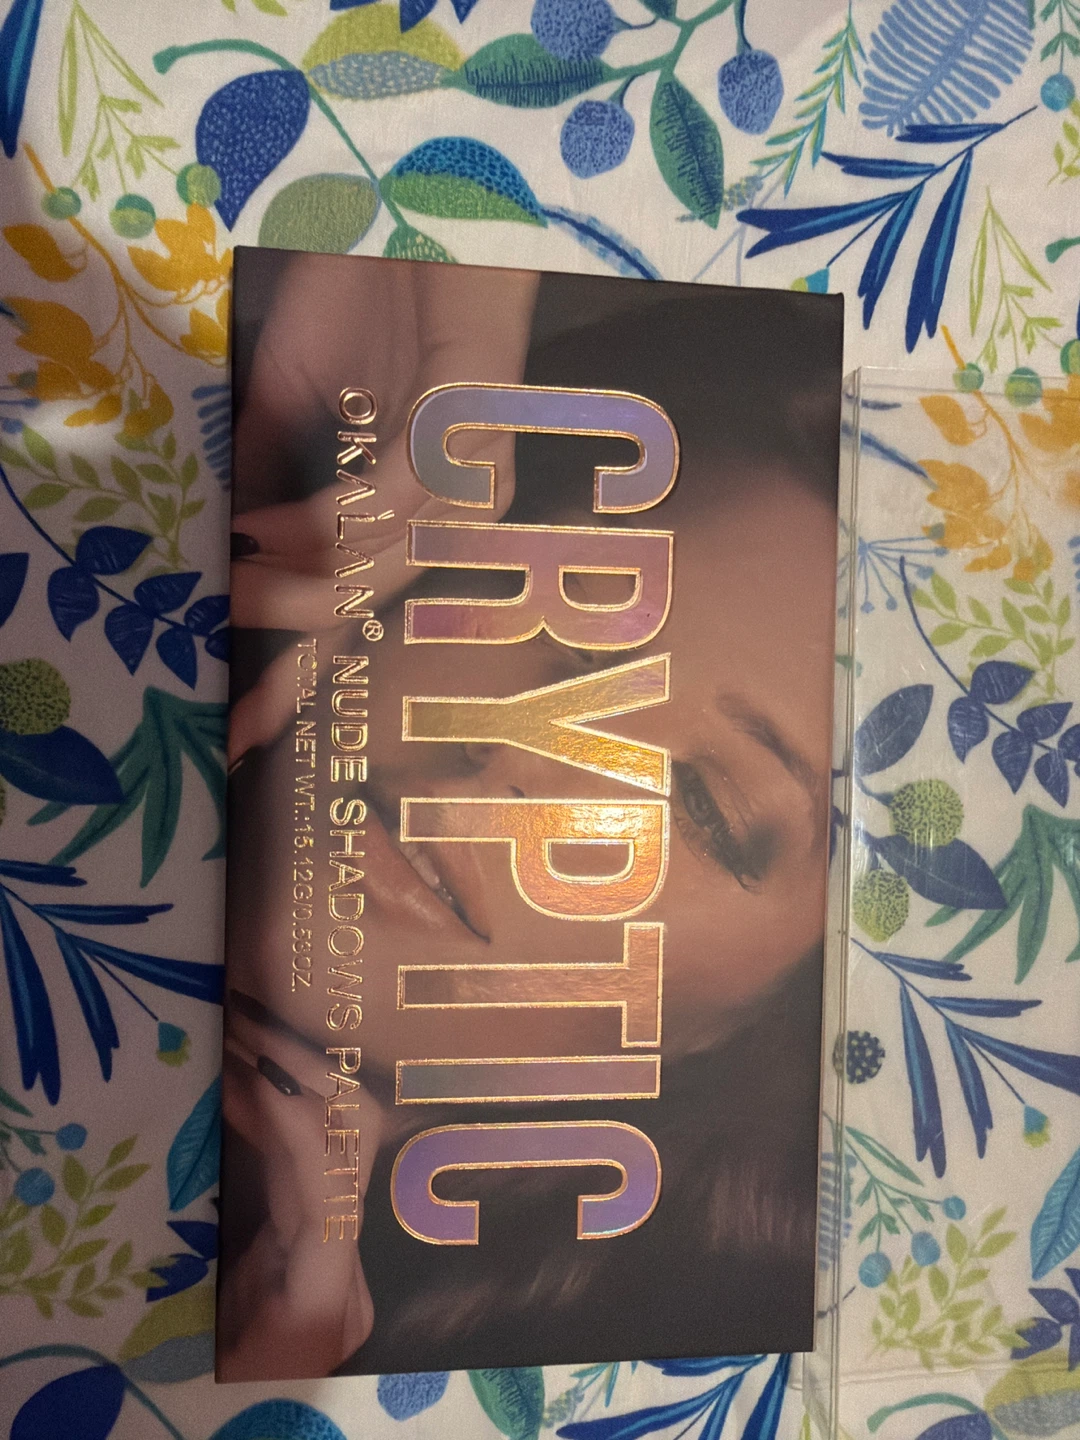 CRYPTIC
OKALAN® NUDE SHADOWS PALETTE
TOTAL NET WT.:15.12G/0.53OZ.